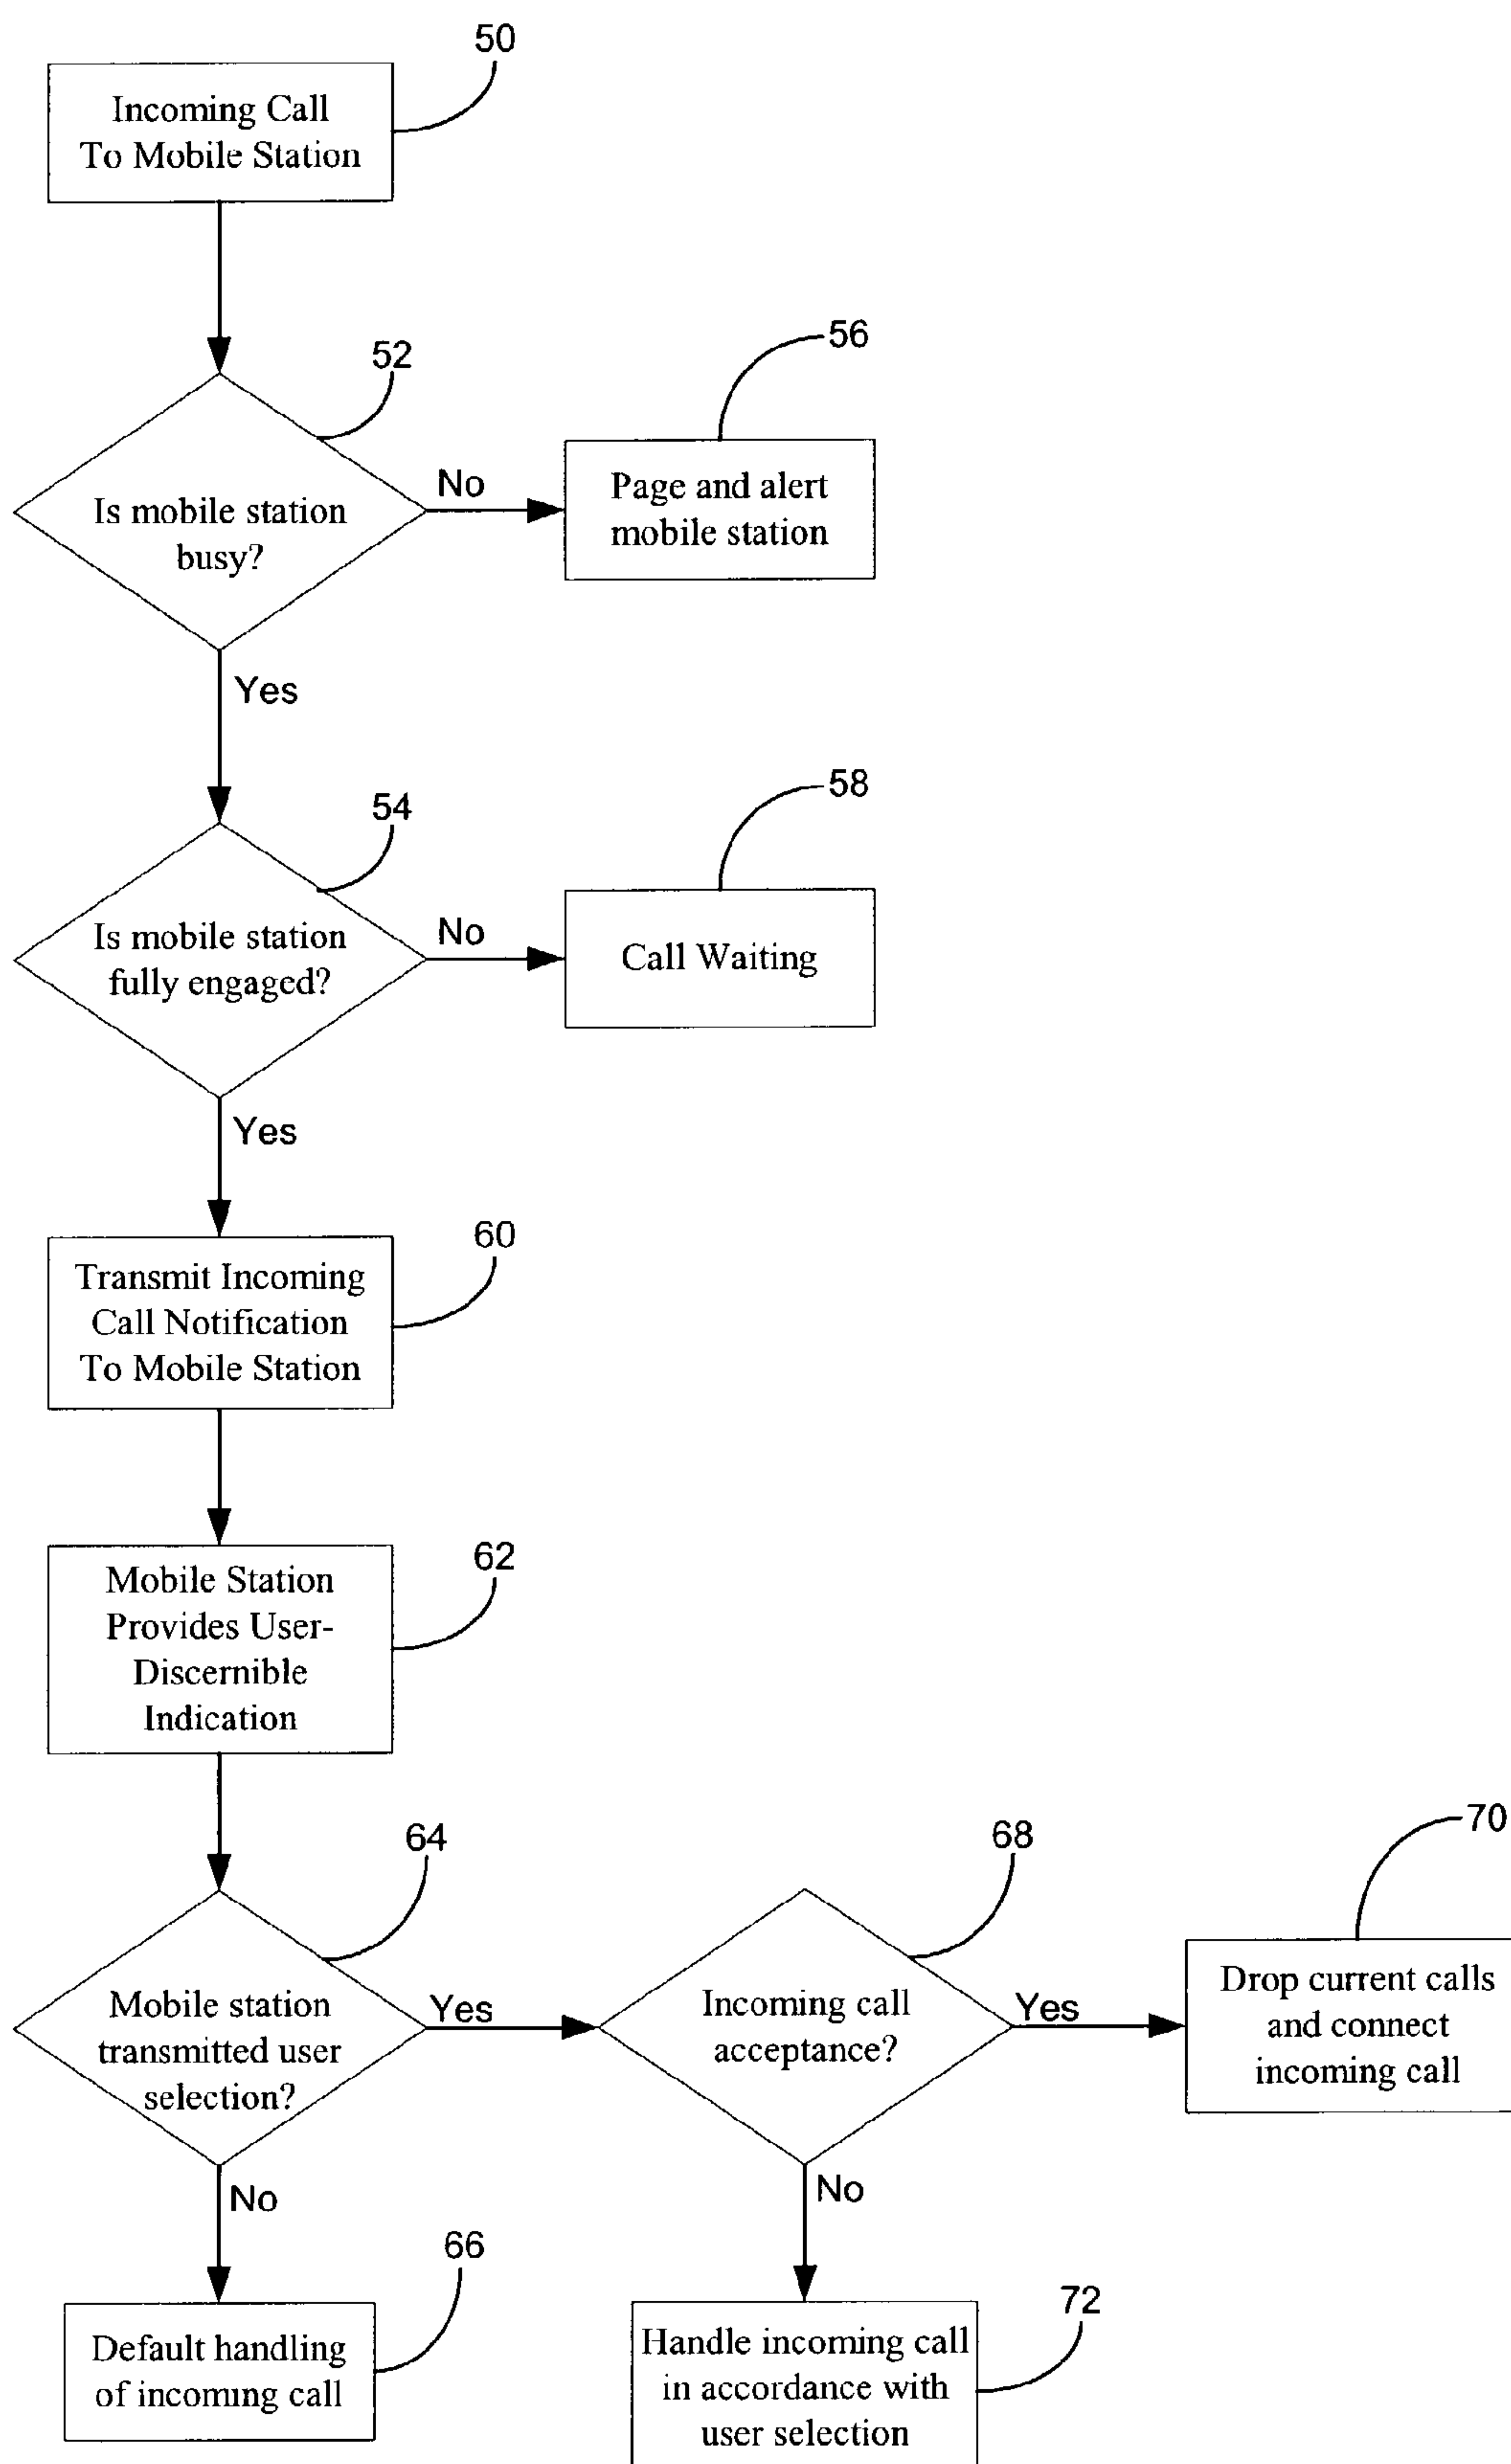 50
Incoming Call
To Mobile Station
52
56
Is mobile station
busy?
No
Page and alert
mobile station
Yes
54
58
Is mobile station
fully engaged?
No
Call Waiting
Yes
60
Transmit Incoming
Call Notification
To Mobile Station
62
Mobile Station
Provides User-
Discernible
Indication
64
68
70
Mobile station
transmitted user
selection?
Yes
Incoming call
acceptance?
Yes
Drop current calls
and connect
incoming call
No
No
66
72
Default handling
of incoming call
Handle incoming call
in accordance with
user selection